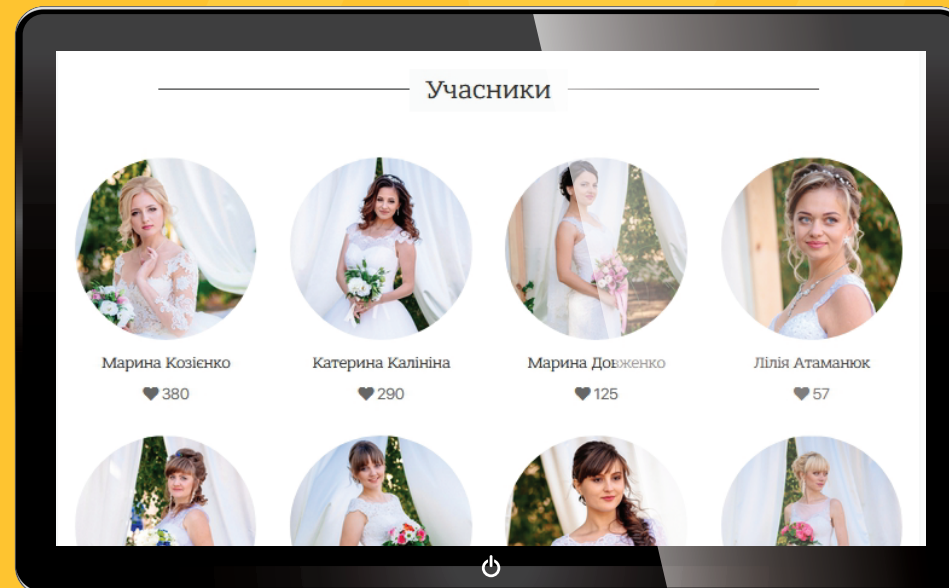 Учасники
Марина Козієнко
Катерина Калініна
Марина Довженко
Лілія Атаманюк
380
290
125
57